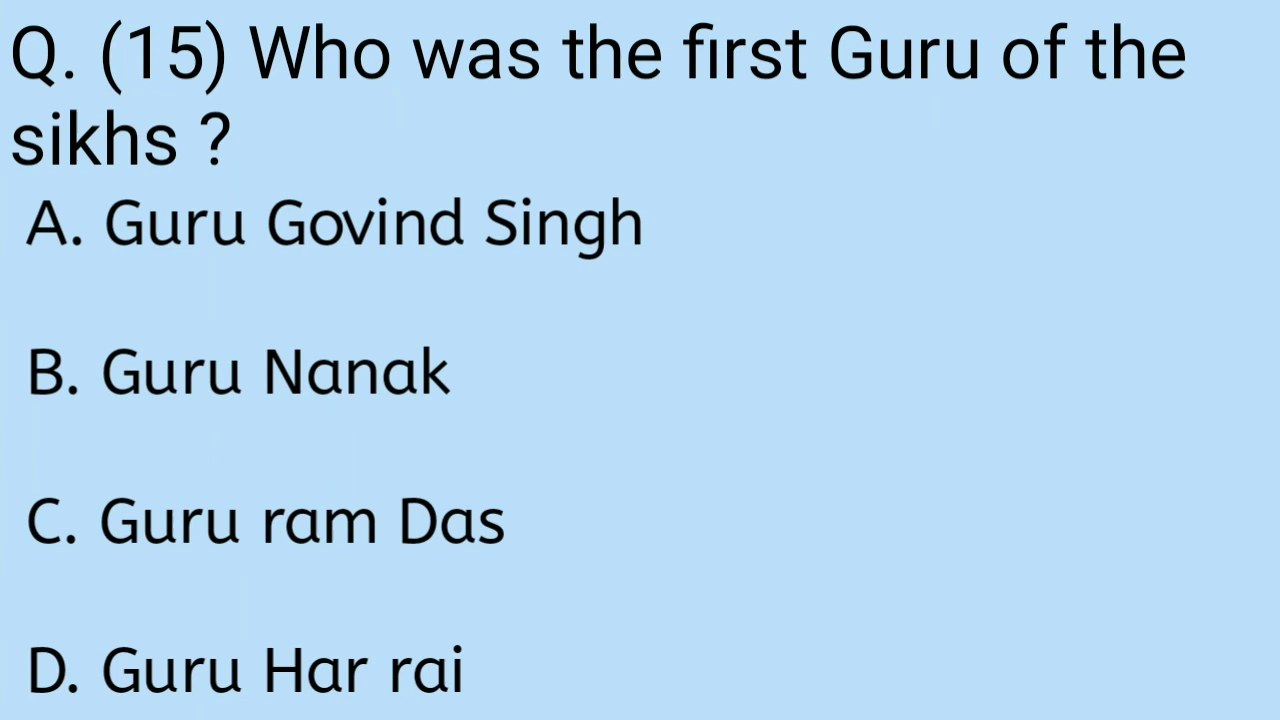 Q. (15) Who was the first Guru of the
sikhs ?
A. Guru Govind Singh
B. Guru Nanak
C. Guru ram Das
D. Guru Har rai